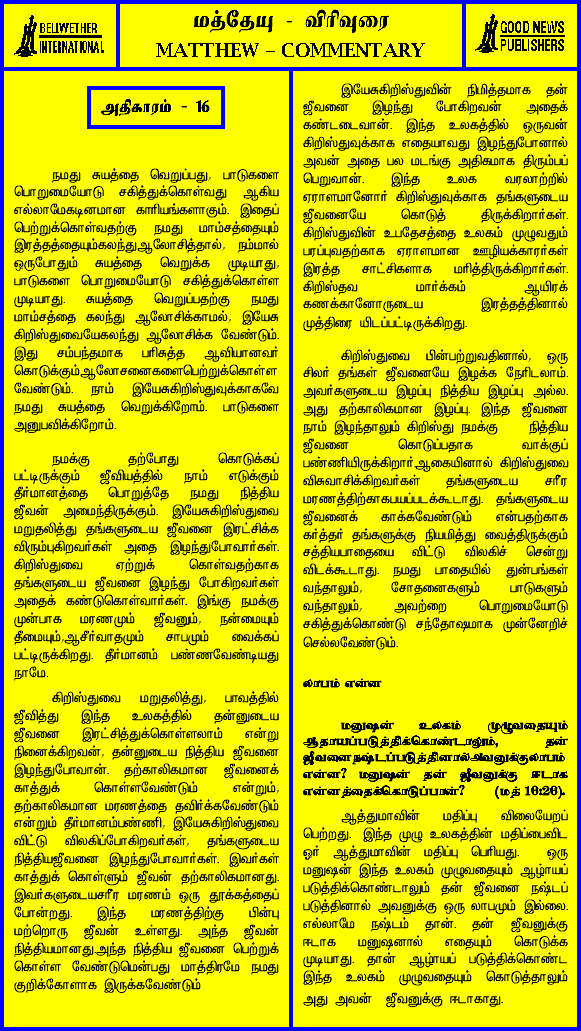 BELIWETHER
INTERNATIONAL
மத்தேயு - விரிவுரை
MATTHEW – COMMENTARY
GOOD NEWS
PUBLISHERS
அதிகாரம் - 16
நமது சுயத்தை வெறுப்பது, பாடுகளை
பொறுமையோடு சகித்துக்கொள்வது ஆகிய
எல்லாமேகடினமான காரியங்களாகும். இதைப்
பெற்றுக்கொள்வதற்கு நமது மாம்சத்தையும்
இரத்தத்தையும்கலந்துஆலோசித்தால், நம்மால்
ஒருபோதும் சுயத்தை வெறுக்க முடியாது,
பாடுகளை பொறுமையோடு சகித்துக்கொள்ள
முடியாது. சுயத்தை வெறுப்பதற்கு நமது
மாம்சத்தை கலந்து ஆலோசிக்காமல், இயேசு
கிறிஸ்துவையேகலந்து ஆலோசிக்க வேண்டும்.
இது சம்பந்தமாக பரிசுத்த ஆவியானவர்
கொடுக்கும்ஆலோசனைகளைபெற்றுக்கொள்ள
வேண்டும். நாம் இயேசுகிறிஸ்துவுக்காகவே
நமது சுயத்தை வெறுக்கிறோம். பாடுகளை
அனுபவிக்கிறோம்.
நமக்கு தற்போது கொடுக்கப்
பட்டிருக்கும் ஜீவியத்தில் நாம் எடுக்கும்
தீர்மானத்தை பொறுத்தே நமது நித்திய
ஜீவன் அமைந்திருக்கும். இயேசுகிறிஸ்துவை
மறுதலித்து தங்களுடைய ஜீவனை இரட்சிக்க
விரும்புகிறவர்கள் அதை இழந்துபோவார்கள்.
கிறிஸ்துவை ஏற்றுக் கொள்வதற்காக
தங்களுடைய ஜீவனை இழந்து போகிறவர்கள்
அதைக் கண்டுகொள்வார்கள். இங்கு நமக்கு
முன்பாக மரணமும் ஜீவனும், நன்மையும்
தீமையும்,ஆசீர்வாதமும் சாபமும் வைக்கப்
பட்டிருக்கிறது. தீர்மானம் பண்ணவேண்டியது
நாமே.
கிறிஸ்துவை மறுதலித்து, பாவத்தில்
ஜீவித்து இந்த உலகத்தில் தன்னுடைய
ஜீவனை இரட்சித்துக்கொள்ளலாம் என்று
நினைக்கிறவன், தன்னுடைய நித்திய ஜீவனை
இழந்துபோவான். தற்காலிகமான ஜீவனைக்
காத்துக் கொள்ளவேண்டும் என்றும்,
தற்காலிகமான மரணத்தை தவிர்க்கவேண்டும்
என்றும் தீர்மானம்பண்ணி, இயேசுகிறிஸ்துவை
விட்டு விலகிப்போகிறவர்கள், தங்களுடைய
நித்தியஜீவனை இழந்துபோவார்கள். இவர்கள்
காத்துக் கொள்ளும் ஜீவன் தற்காலிகமானது.
இவர்களுடையசரீர மரணம் ஒரு தூக்கத்தைப்
போன்றது. இந்த மரணத்திற்கு பின்பு
மற்றொரு ஜீவன் உள்ளது. அந்த ஜீவன்
நித்தியமானது.அந்த நித்திய ஜீவனை பெற்றுக்
கொள்ள வேண்டுமென்பது மாத்திரமே நமது
குறிக்கோளாக இருக்கவேண்டும்
இயேசுகிறிஸ்துவின் நிமித்தமாக தன்
ஜீவனை இழந்து போகிறவன் அதைக்
கண்டடைவான். இந்த உலகத்தில் ஒருவன்
கிறிஸ்துவுக்காக எதையாவது இழந்துபோனால்
அவன் அதை பல மடங்கு அதிகமாக திரும்பப்
பெறுவான். இந்த உலக வரலாற்றில்
ஏராளமானோர் கிறிஸ்துவுக்காக தங்களுடைய
ஜீவனையே கொடுத் திருக்கிறார்கள்.
கிறிஸ்துவின் உபதேசத்தை உலகம் முழுவதும்
பரப்புவதற்காக ஏராளமான ஊழியக்காரர்கள்
இரத்த சாட்சிகளாக மரித்திருக்கிறார்கள்.
கிறிஸ்தவ மார்க்கம் ஆயிரக்
கணக்கானோருடைய இரத்தத்தினால்
முத்திரை யிடப்பட்டிருக்கிறது.
கிறிஸ்துவை பின்பற்றுவதினால், ஒரு
சிலர் தங்கள் ஜீவனையே இழக்க நேரிடலாம்.
அவர்களுடைய இழப்பு நித்திய இழப்பு அல்ல.
அது தற்காலிகமான இழப்பு. இந்த ஜீவனை
நாம் இழந்தாலும் கிறிஸ்து நமக்கு நித்திய
ஜீவனை கொடுப்பதாக வாக்குப்
பண்ணியிருக்கிறார்.ஆகையினால் கிறிஸ்துவை
விசுவாசிக்கிறவர்கள் தங்களுடைய சரீர
மரணத்திற்காகபயப்படக்கூடாது. தங்களுடைய
ஜீவனைக் காக்கவேண்டும் என்பதற்காக
கர்த்தர் தங்களுக்கு நியமித்து வைத்திருக்கும்
சத்தியபாதையை விட்டு விலகிச் சென்று
விடக்கூடாது. நமது பாதையில் துன்பங்கள்
வந்தாலும், சோதனைகளும் பாடுகளும்
வந்தாலும், அவற்றை பொறுமையோடு
சகித்துக்கொண்டு சந்தோஷமாக முன்னேறிச்
செல்லவேண்டும்.
லாபம் என்ன
மனுஷன் உலகம் முழுவதையும்
ஆதாயப்படுத்திக்கொண்டாலும், தன்
ஜீவனைநஷ்டப்படுத்தினால்அவனுக்குலாபம்
என்ன? மனுஷன் தன் ஜீவனுக்கு ஈடாக
என்னத்தைக்கொடுப்பான்? (மத் 16:26).
ஆத்துமாவின் மதிப்பு விலையேறப்
பெற்றது. இந்த முழு உலகத்தின் மதிப்பைவிட
ஓர் ஆத்துமாவின் மதிப்பு பெரியது. ஒரு
மனுஷன் இந்த உலகம் முழுவதையும் ஆழ்ாயப்
படுத்திக்கொண்டாலும் தன் ஜீவனை நஷ்டப்
படுத்தினால் அவனுக்கு ஒரு லாபமும் இல்லை.
எல்லாமே நஷ்டம் தான். தன் ஜீவனுக்கு
ஈடாக மனுஷனால் எதையும் கொடுக்க
முடியாது. தான் ஆழ்ாயப் படுத்திக்கொண்ட
இந்த உலகம் முழுவதையும் கொடுத்தாலும்
அது அவன் ஜீவனுக்கு ஈடாகாது.